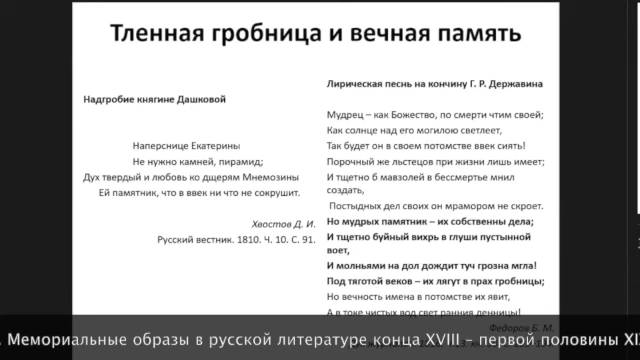 Тленная гробница и вечная память
Надгробие княгине Дашковой
Наперснице Екатерины
Не нужно камней, пирамид;
Дух твердый и любовь ко дщерям Мнемозины
Ей памятник, что в век ни что не сокрушит.
Хвостов Д. И.
Русский вестник. 1810. Ч. 10. С. 91.
Лирическая песнь на кончину Г. Р. Державина
Мудрец – как Божество, по смерти чтим своей;
Как солнце над его могилою светлеет,
Так будет он в своем потомстве ввек сиять!
Порочный же льстецов при жизни лишь имеет;
И тщетно б мавзолей в бессмертье мнил
создать,
Постыдных дел своих он мрамором не скроет.
Но мудрых памятник – их собственны дела;
И тщетно буйный вихрь в глуши пустынной
воет,
И молньями на дол дождит туч грозна мгла!
Под тяготой веков – их лягут в прах гробницы;
Но вечность имена в потомстве их явит,
А в токе чистых вод свет ранния денницы!
Федоров Б. М.
Мемориальные образы в русской литературе конца XVIII – первой половины